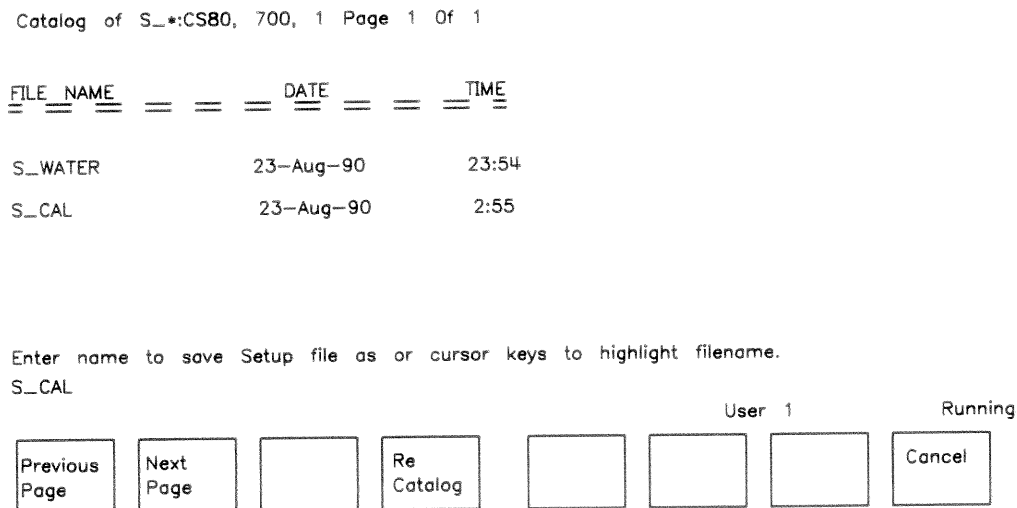 Catalog of S_*:CS80, 700, 1 Page 1 Of 1
FILE NAME DATE TIME
S_WATER 23-Aug-90 23:54
S_CAL 23-Aug-90 2:55
Enter name to save Setup file as or cursor keys to highlight filename.
S_CAL
User 1 Running
Previous Page
Next Page
Re Catalog
Cancel